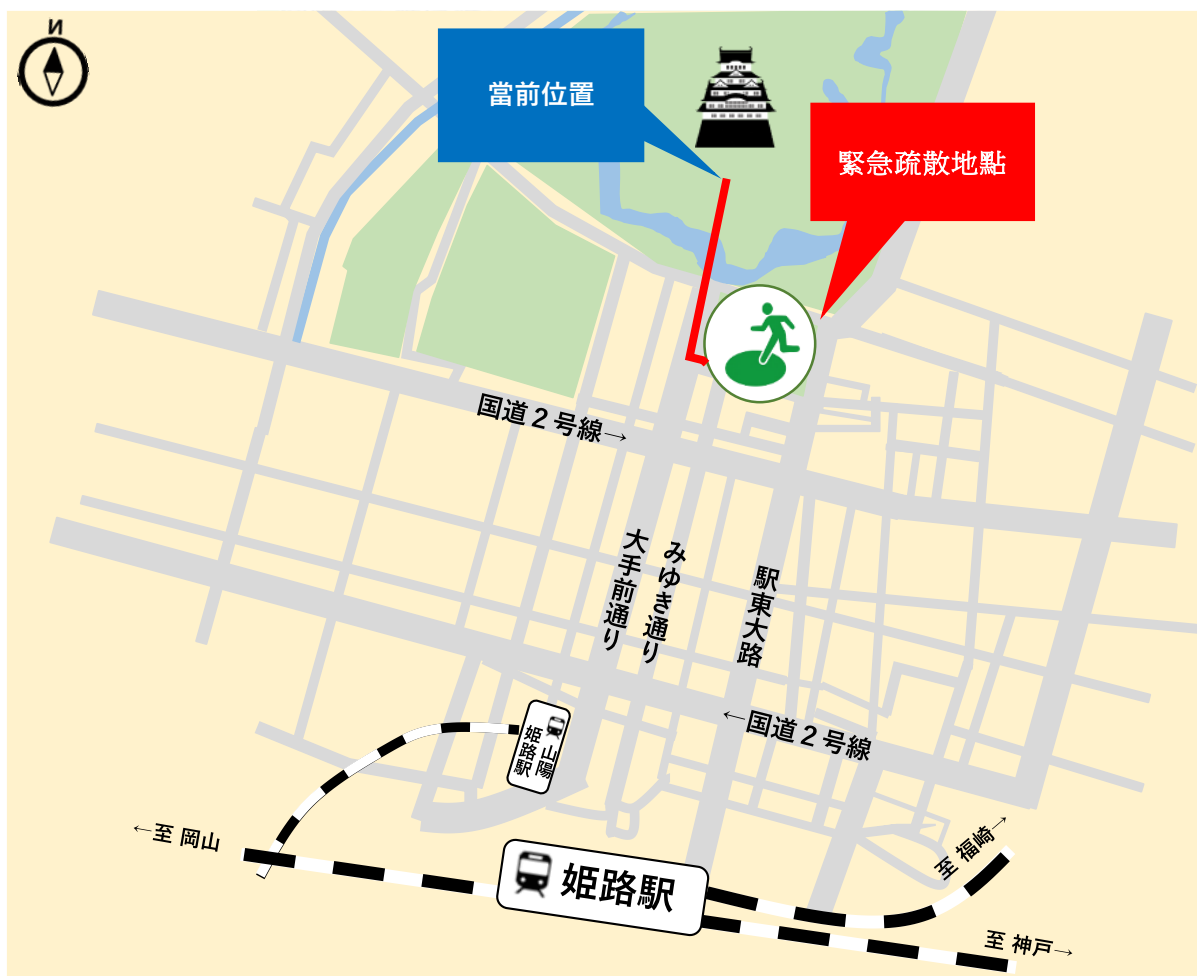 N
當前位置
緊急疏散地點
国道２号線→
大手前通り
みゆき通り
駅東大路
←国道２号線
山陽
姫路駅
←至 岡山
姫路駅
至 福崎→
至 神戸→